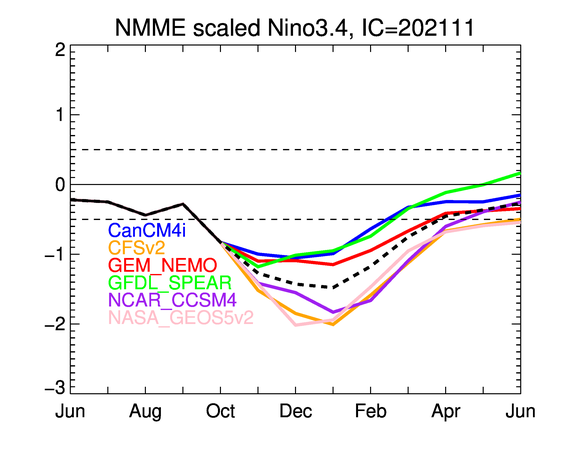 NMME scaled Nino3.4, IC=202111
2
1
0
CanCM4i
CFSv2
−1
GEM_NEMO
GFDL_SPEAR
NCAR_CCSM4
NASA_GEOS5v2
−2
−3
Jun Aug Oct Dec Feb Apr Jun